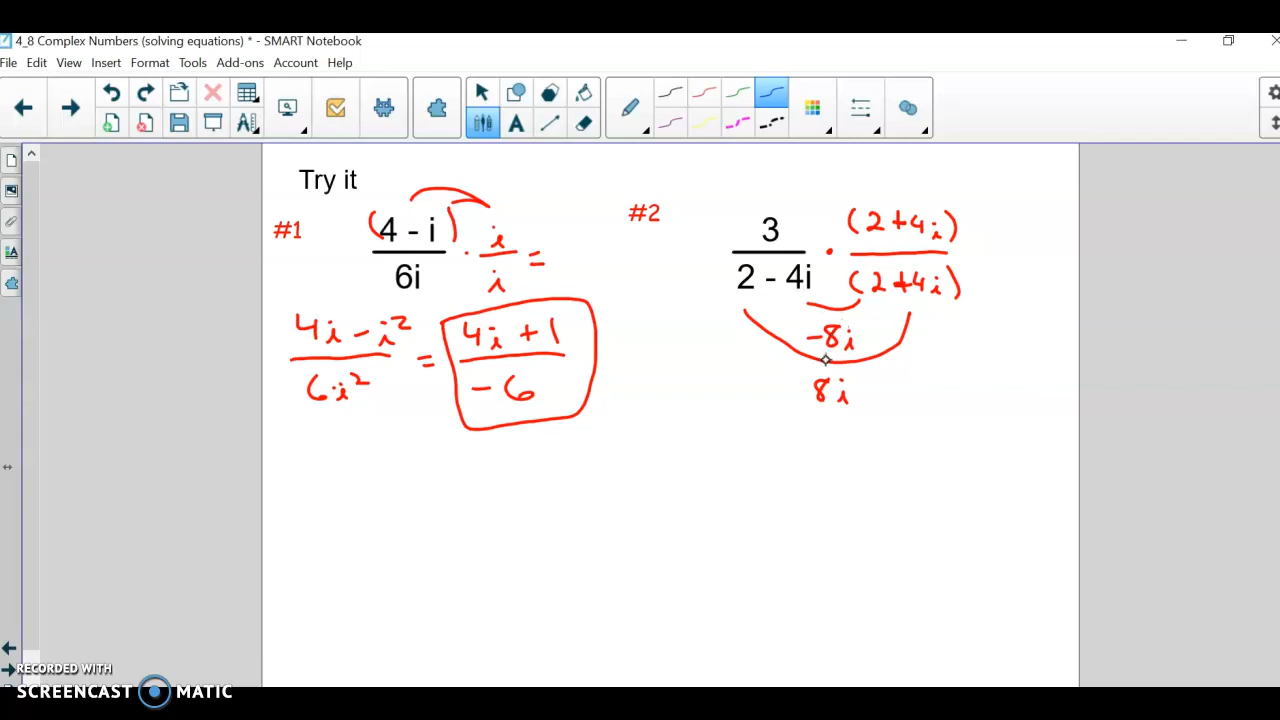 4_8 Complex Numbers (solving equations) * - SMART Notebook
File Edit View Insert Format Tools Add-ons Account Help
Try it
#1
(4 - i) / 6i · i / i =
4i - i² / 6i² = 4i + 1 / -6
#2
3 / 2 - 4i · (2+4i) / (2+4i)
-8i
8i
RECORDED WITH
SCREENCAST MATIC